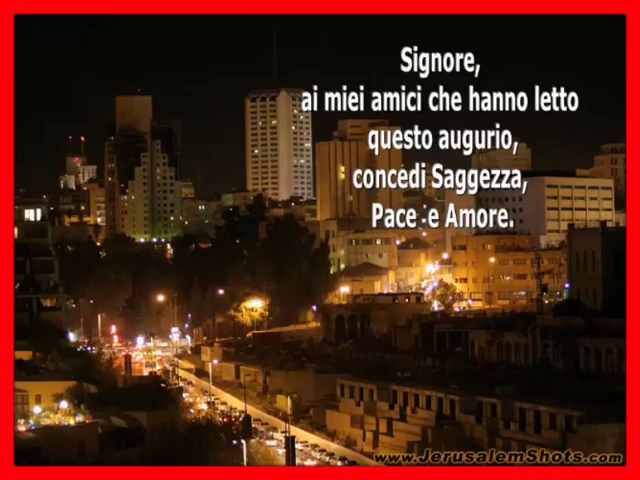 Signore,
ai miei amici che hanno letto
questo augurio,
concedi Saggezza,
Pace e Amore.
www.JerusalemShots.com